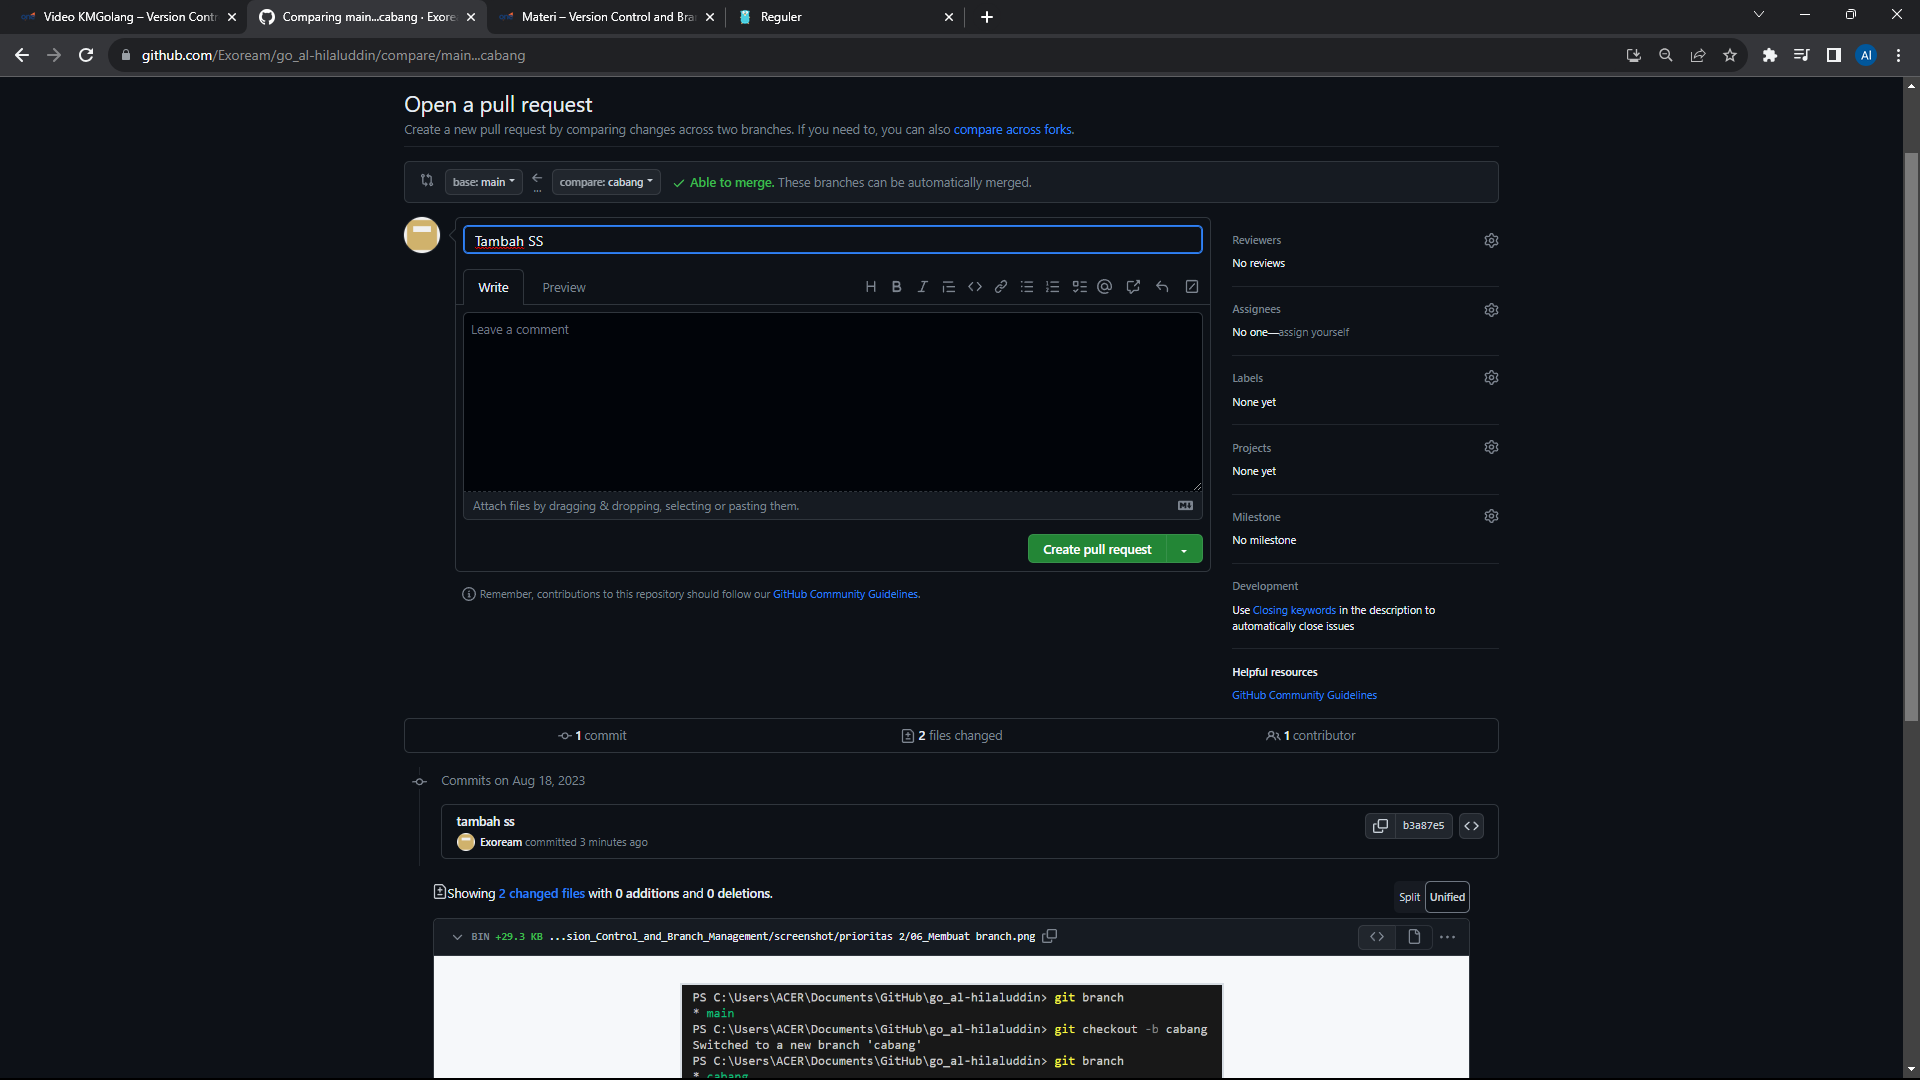 Video KMGolang – Version Contr
Comparing main...cabang · Exore
Materi – Version Control and Bra
Reguler
github.com/Exoream/go_al-hilaluddin/compare/main...cabang
AI
Open a pull request
Create a new pull request by comparing changes across two branches. If you need to, you can also compare across forks.
base: main
compare: cabang
Able to merge. These branches can be automatically merged.
Tambah SS
Write
Preview
Leave a comment
Attach files by dragging & dropping, selecting or pasting them.
Create pull request
Remember, contributions to this repository should follow our GitHub Community Guidelines.
Reviewers
No reviews
Assignees
No one—assign yourself
Labels
None yet
Projects
None yet
Milestone
No milestone
Development
Use Closing keywords in the description to
automatically close issues
Helpful resources
GitHub Community Guidelines
1 commit
2 files changed
1 contributor
Commits on Aug 18, 2023
tambah ss
Exoream committed 3 minutes ago
b3a87e5
Showing 2 changed files with 0 additions and 0 deletions.
Split
Unified
BIN +29.3 KB ...sion_Control_and_Branch_Management/screenshot/prioritas 2/06_Membuat branch.png
PS C:\Users\ACER\Documents\GitHub\go_al-hilaluddin> git branch
* main
PS C:\Users\ACER\Documents\GitHub\go_al-hilaluddin> git checkout -b cabang
Switched to a new branch 'cabang'
PS C:\Users\ACER\Documents\GitHub\go_al-hilaluddin> git branch
* cabang